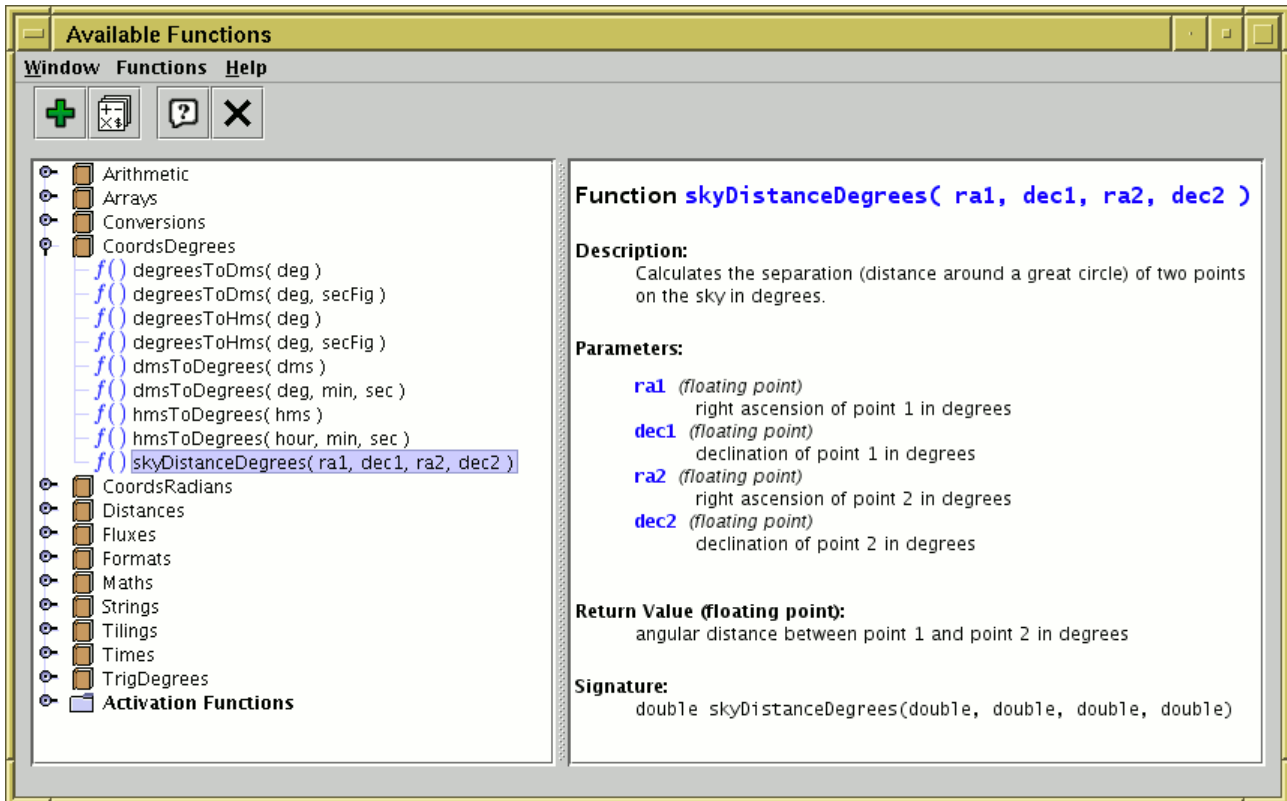 Available Functions
Window Functions Help
Arithmetic
Arrays
Conversions
CoordsDegrees
f() degreesToDms( deg )
f() degreesToDms( deg, secFig )
f() degreesToHms( deg )
f() degreesToHms( deg, secFig )
f() dmsToDegrees( dms )
f() dmsToDegrees( deg, min, sec )
f() hmsToDegrees( hms )
f() hmsToDegrees( hour, min, sec )
f() skyDistanceDegrees( ra1, dec1, ra2, dec2 )
CoordsRadians
Distances
Fluxes
Formats
Maths
Strings
Tilings
Times
TrigDegrees
Activation Functions
Function skyDistanceDegrees( ra1, dec1, ra2, dec2 )
Description:
Calculates the separation (distance around a great circle) of two points
on the sky in degrees.
Parameters:
ra1 (floating point)
right ascension of point 1 in degrees
dec1 (floating point)
declination of point 1 in degrees
ra2 (floating point)
right ascension of point 2 in degrees
dec2 (floating point)
declination of point 2 in degrees
Return Value (floating point):
angular distance between point 1 and point 2 in degrees
Signature:
double skyDistanceDegrees(double, double, double, double)